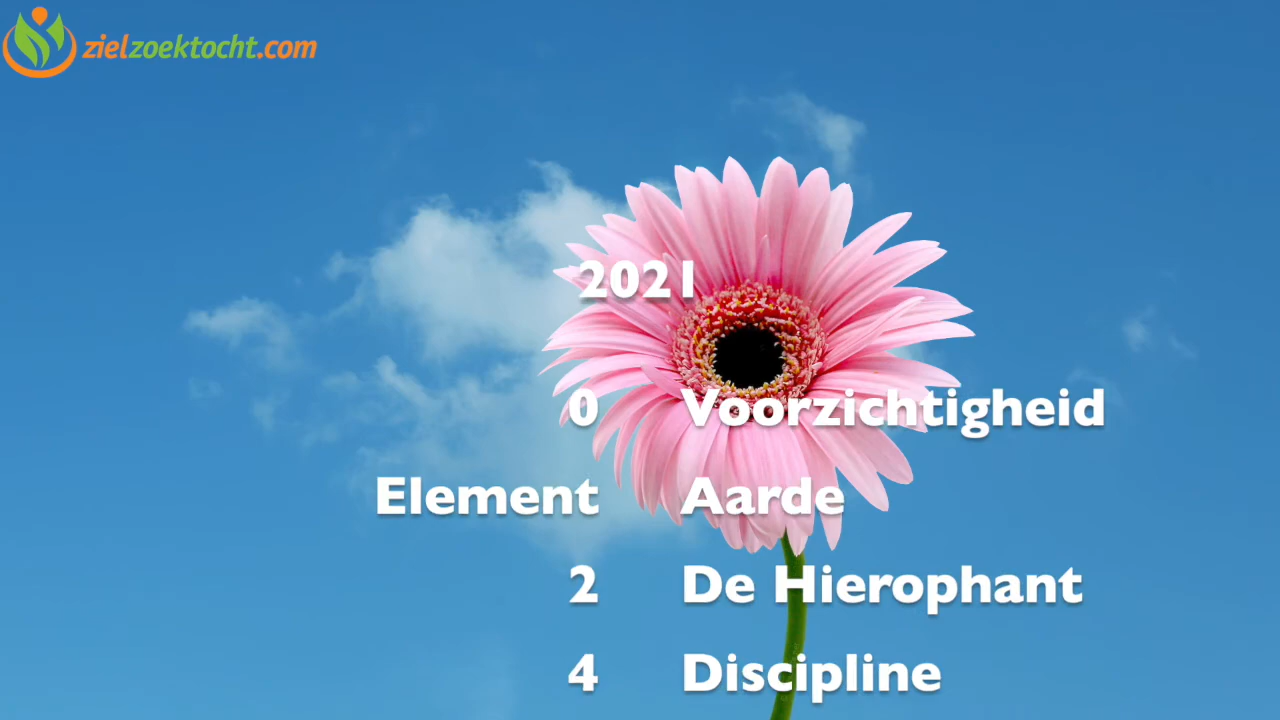 zielzoektocht.com
2021
0 Voorzichtigheid
Element Aarde
2 De Hierophant
4 Discipline